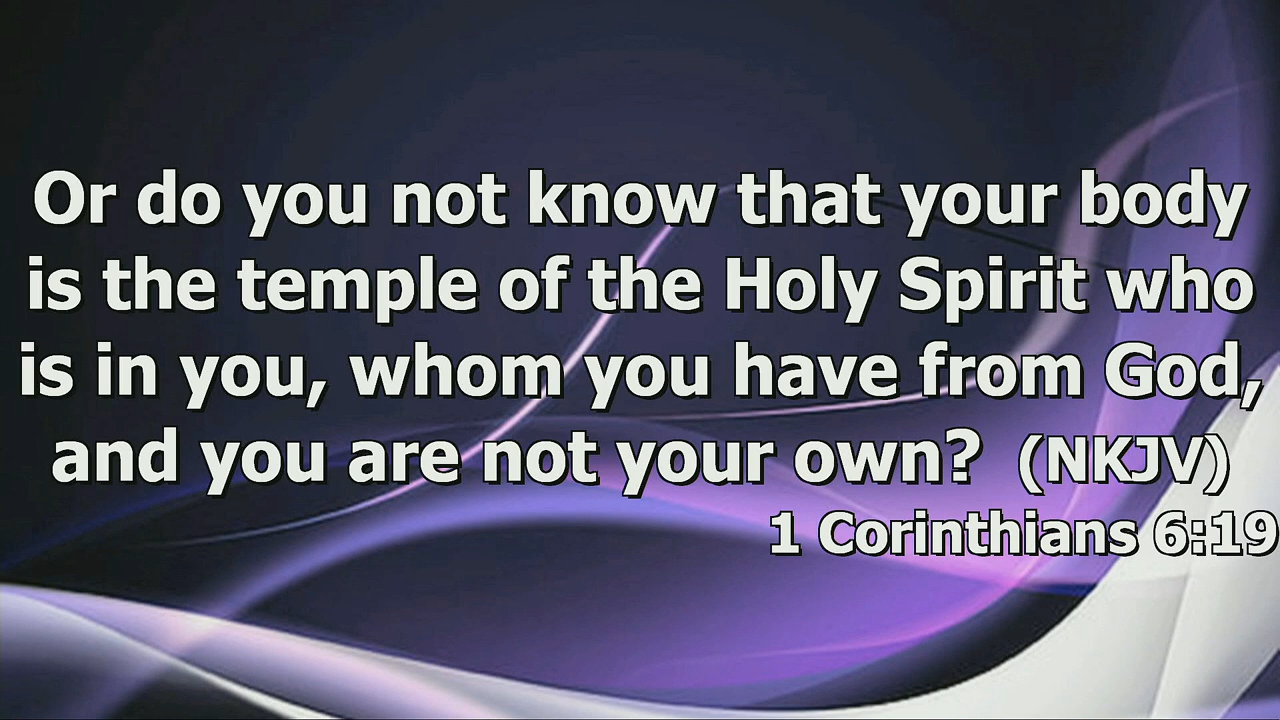 Or do you not know that your body
is the temple of the Holy Spirit who
is in you, whom you have from God,
and you are not your own? (NKJV)
1 Corinthians 6:19